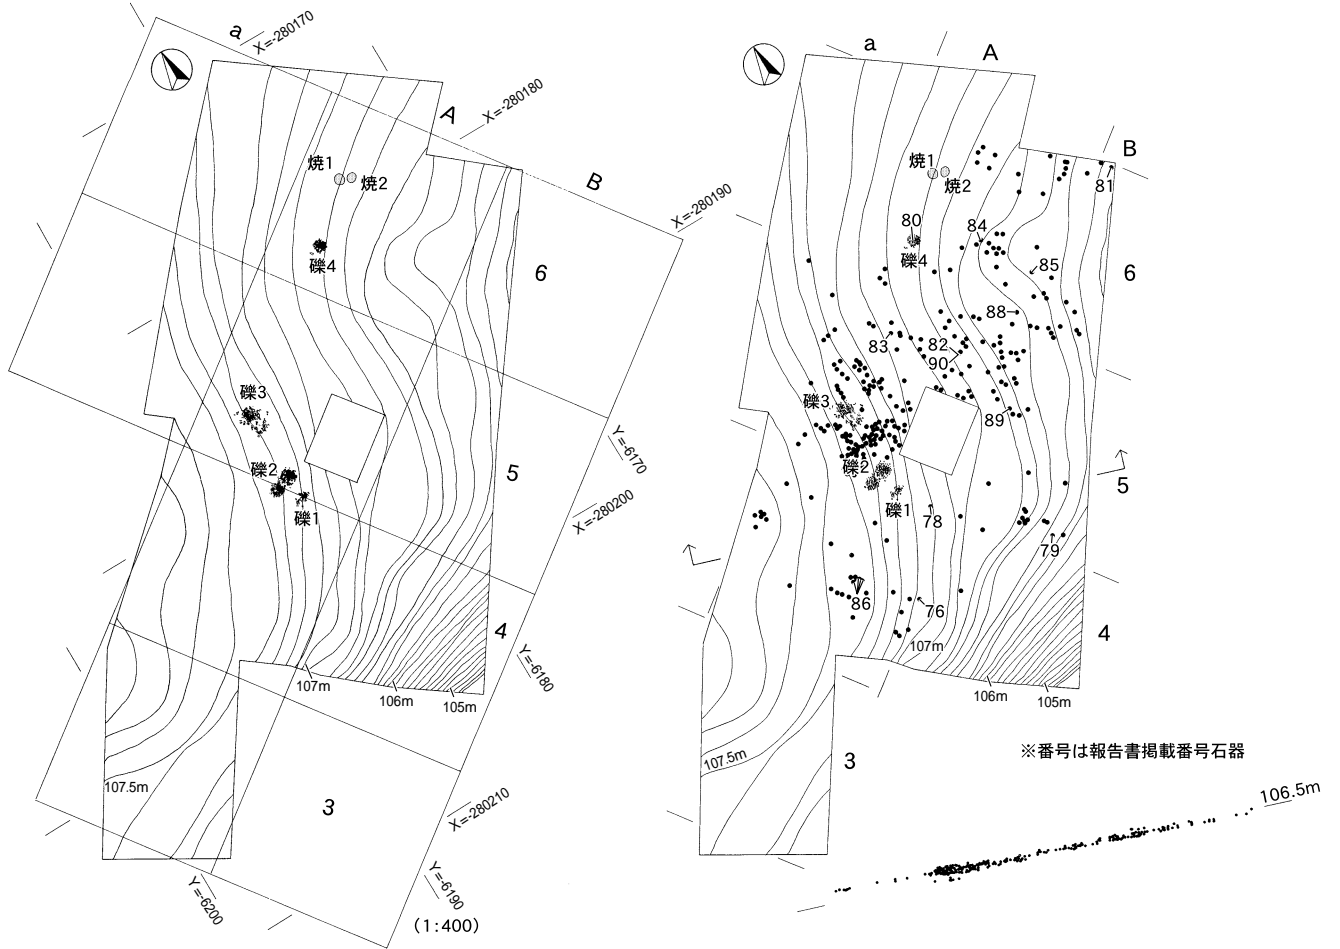 a
X=-280170
A
X=-280180
B
X=-280190
焼1
焼2
礫4
6
礫3
礫2
礫1
5
Y=-6170
X=-280200
4
Y=-6180
107m
106m
105m
107.5m
3
X=-280210
Y=-6190
Y=-6200
(1:400)
a
A
B
焼1
焼2
81
80
84
礫4
85
6
88
83
82
90
礫3
89
礫2
礫1
78
5
79
86
76
107m
4
106m
105m
107.5m
3
※番号は報告書掲載番号石器
106.5m